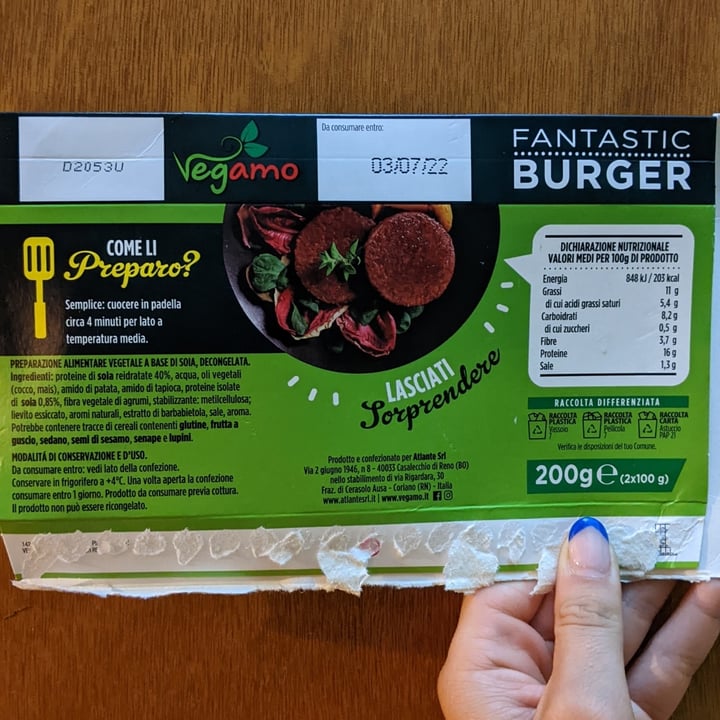 D2053U
Vegamo
Da consumare entro:
03/07/22
FANTASTIC
BURGER
COME LI
Preparo?
Semplice: cuocere in padella
circa 4 minuti per lato a
temperatura media.
PREPARAZIONE ALIMENTARE VEGETALE A BASE DI SOIA, DECONGELATA.
Ingredienti: proteine di soia reidratate 40%, acqua, oli vegetali
(cocco, mais), amido di patata, amido di tapioca, proteine isolate
di soia 0,85%, fibra vegetale di agrumi, stabilizzante: metilcellulosa;
lievito essiccato, aromi naturali, estratto di barbabietola, sale, aroma.
Potrebbe contenere tracce di cereali contenenti glutine, frutta a
guscio, sedano, semi di sesamo, senape e lupini.
MODALITÀ DI CONSERVAZIONE E D'USO.
Da consumare entro: vedi lato della confezione.
Conservare in frigorifero a +4°C. Una volta aperta la confezione
consumare entro 1 giorno. Prodotto da consumare previa cottura.
Il prodotto non può essere ricongelato.
LASCIATI
Sorprendere
Prodotto e confezionato per Atlante Srl
Via 2 giugno 1946, n 8 - 40033 Casalecchio di Reno (BO)
nello stabilimento di via Rigardara, 30
Fraz. di Cerasolo Ausa - Coriano (RN) - Italia
www.atlantesrl.it | www.vegamo.it
DICHIARAZIONE NUTRIZIONALE
VALORI MEDI PER 100g DI PRODOTTO
Energia 848 kJ / 203 kcal
Grassi 11 g
di cui acidi grassi saturi 5,4 g
Carboidrati 8,2 g
di cui zuccheri 0,5 g
Fibre 3,7 g
Proteine 16 g
Sale 1,3 g
RACCOLTA DIFFERENZIATA
RACCOLTA PLASTICA Vassoio
RACCOLTA PLASTICA Pellicola
RACCOLTA CARTA Astuccio PAP 21
Verifica le disposizioni del tuo Comune.
200g e (2x100 g)